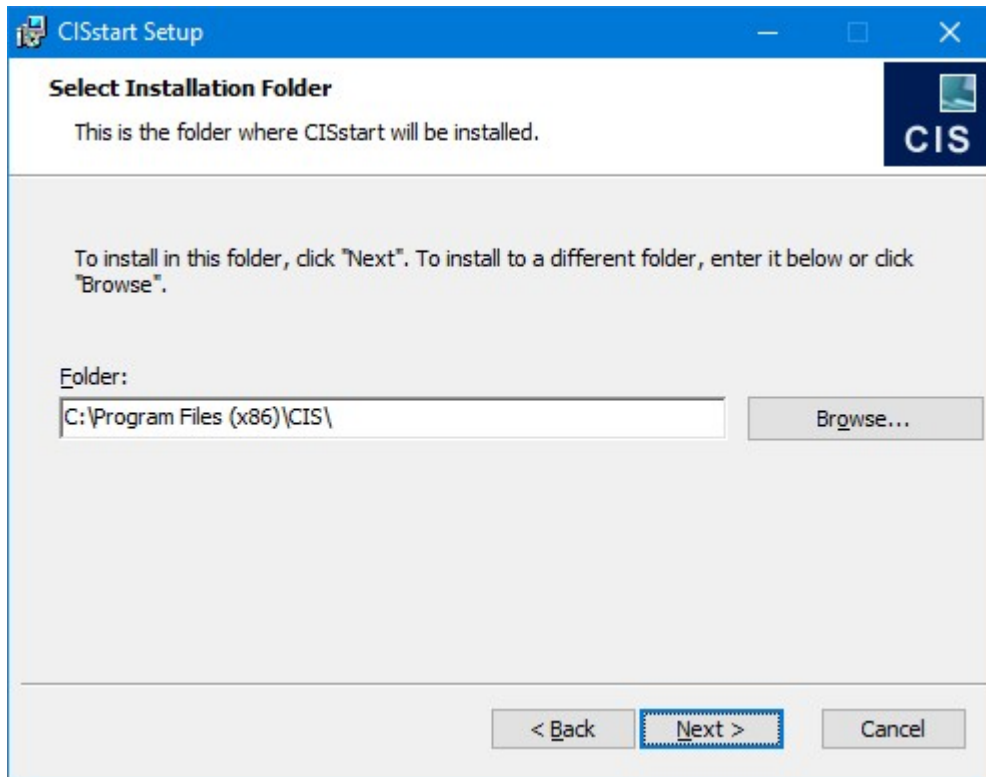 CISstart Setup
Select Installation Folder
This is the folder where CISstart will be installed.
CIS
To install in this folder, click "Next". To install to a different folder, enter it below or click
"Browse".
Folder:
C:\Program Files (x86)\CIS\
Browse...
< Back
Next >
Cancel